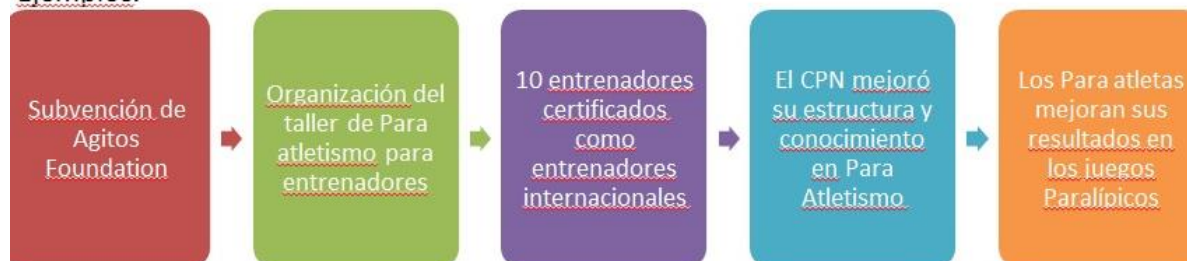 Ejemplos:
Subvención de
Agitos
Foundation
Organización del
taller de Para
atletismo para
entrenadores
10 entrenadores
certificados
como
entrenadores
internacionales
El CPN mejoró
su estructura y
conocimiento
en Para
Atletismo
Los Para atletas
mejoran sus
resultados en
los juegos
Paralípicos